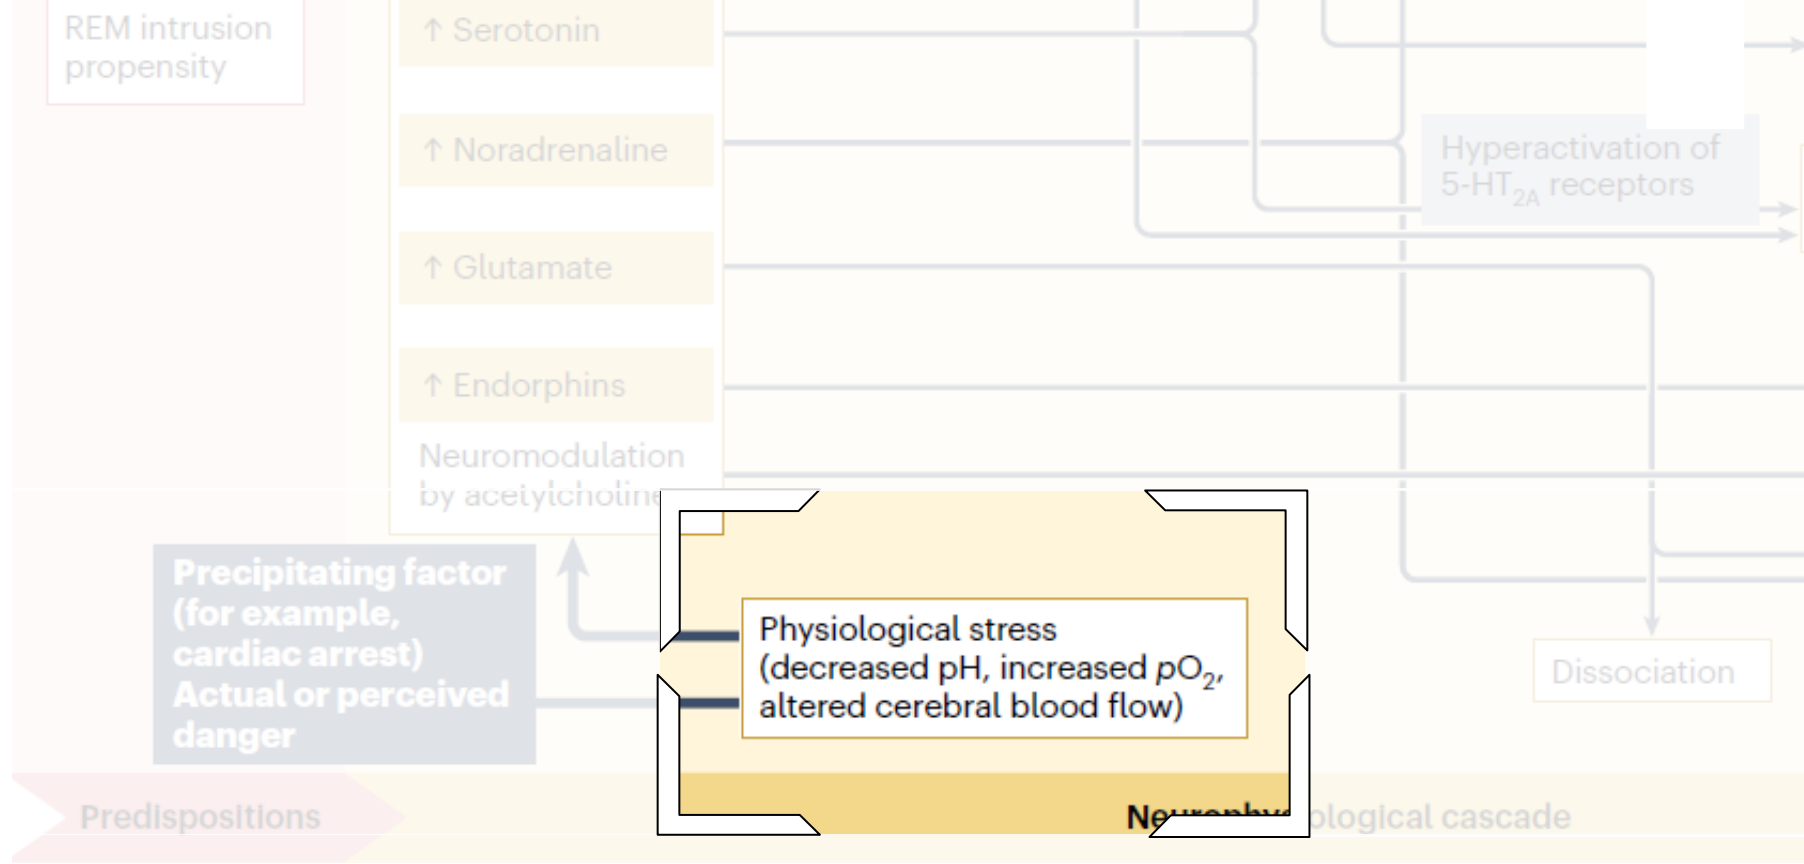 REM intrusion
propensity
↑ Serotonin
↑ Noradrenaline
↑ Glutamate
↑ Endorphins
Neuromodulation
by acetylcholine
Hyperactivation of
5-HT2A receptors
Precipitating factor
(for example,
cardiac arrest)
Actual or perceived
danger
Physiological stress
(decreased pH, increased pO2,
altered cerebral blood flow)
Dissociation
Predispositions
Neurophysiological cascade